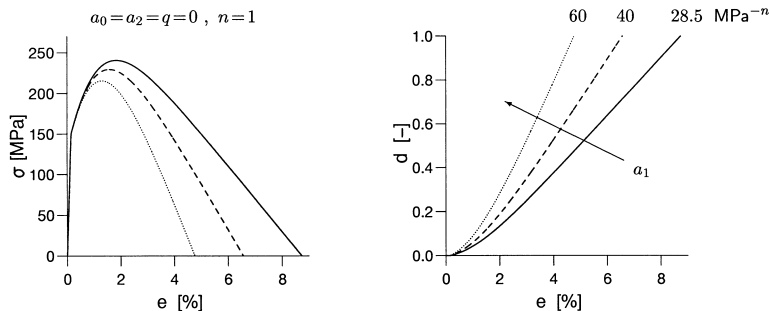 a₀=a₂=q=0 , n=1
σ [MPa]
250
200
150
100
50
0
0 2 4 6 8
e [%]
60 40 28.5 MPa⁻ⁿ
d [-]
1.0
0.8
0.6
0.4
0.2
0.0
a₁
0 2 4 6 8
e [%]